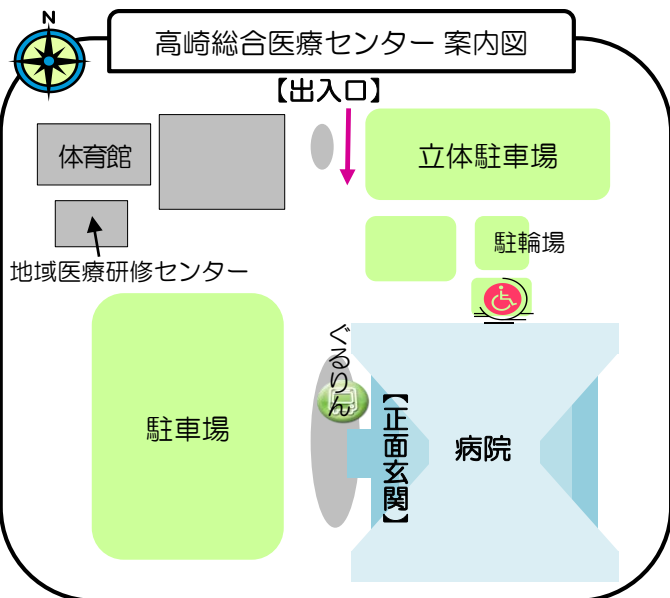 N
高崎総合医療センター 案内図
【出入口】
体育館
立体駐車場
駐輪場
地域医療研修センター
ぐるりん
駐車場
【正面玄関】
病院